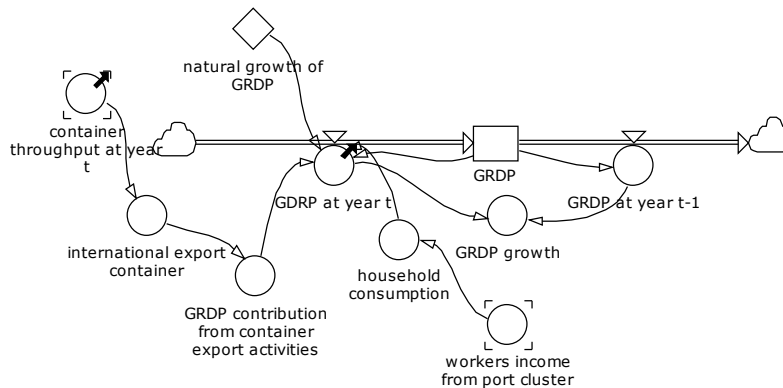 natural growth of
GRDP
container
throughput at year
t
GDRP at year t
GRDP
GRDP at year t-1
international export
container
GRDP growth
household
consumption
GRDP contribution
from container
export activities
workers income
from port cluster